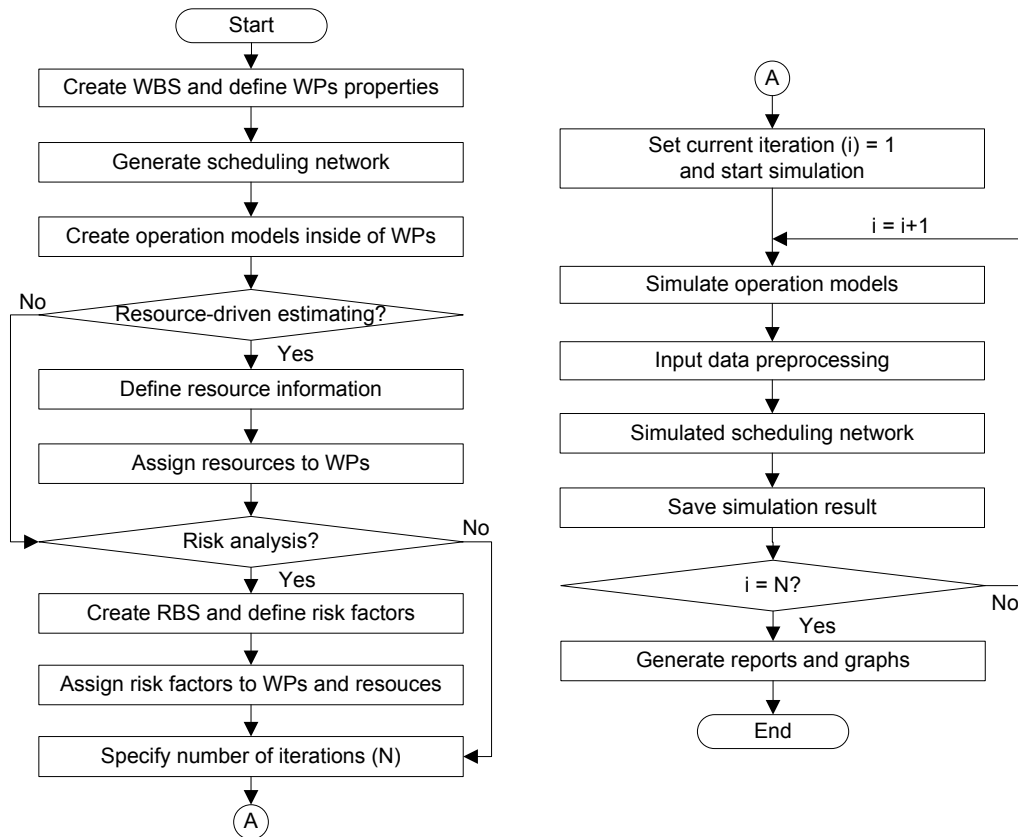 Start
Create WBS and define WPs properties
Generate scheduling network
Create operation models inside of WPs
No
Resource-driven estimating?
Yes
Define resource information
Assign resources to WPs
Risk analysis?
No
Yes
Create RBS and define risk factors
Assign risk factors to WPs and resouces
Specify number of iterations (N)
A
A
Set current iteration (i) = 1
and start simulation
i = i+1
Simulate operation models
Input data preprocessing
Simulated scheduling network
Save simulation result
i = N?
No
Yes
Generate reports and graphs
End